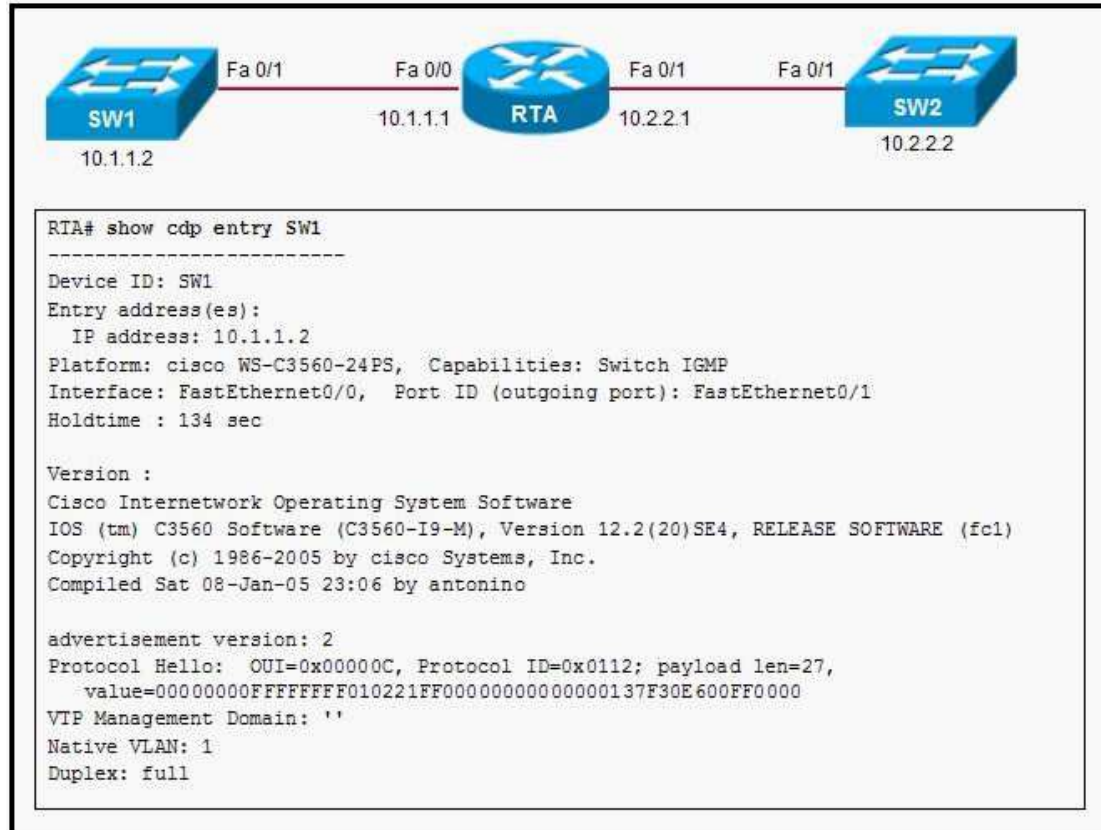 Fa 0/1 Fa 0/0 Fa 0/1 Fa 0/1
SW1 RTA SW2
10.1.1.2 10.1.1.1 10.2.2.1 10.2.2.2
RTA# show cdp entry SW1
-------------------------
Device ID: SW1
Entry address(es):
IP address: 10.1.1.2
Platform: cisco WS-C3560-24PS, Capabilities: Switch IGMP
Interface: FastEthernet0/0, Port ID (outgoing port): FastEthernet0/1
Holdtime : 134 sec
Version :
Cisco Internetwork Operating System Software
IOS (tm) C3560 Software (C3560-I9-M), Version 12.2(20)SE4, RELEASE SOFTWARE (fc1)
Copyright (c) 1986-2005 by cisco Systems, Inc.
Compiled Sat 08-Jan-05 23:06 by antonino
advertisement version: 2
Protocol Hello: OUI=0x00000C, Protocol ID=0x0112; payload len=27,
value=00000000FFFFFFFF010221FF000000000000000137F30E600FF0000
VTP Management Domain: ''
Native VLAN: 1
Duplex: full